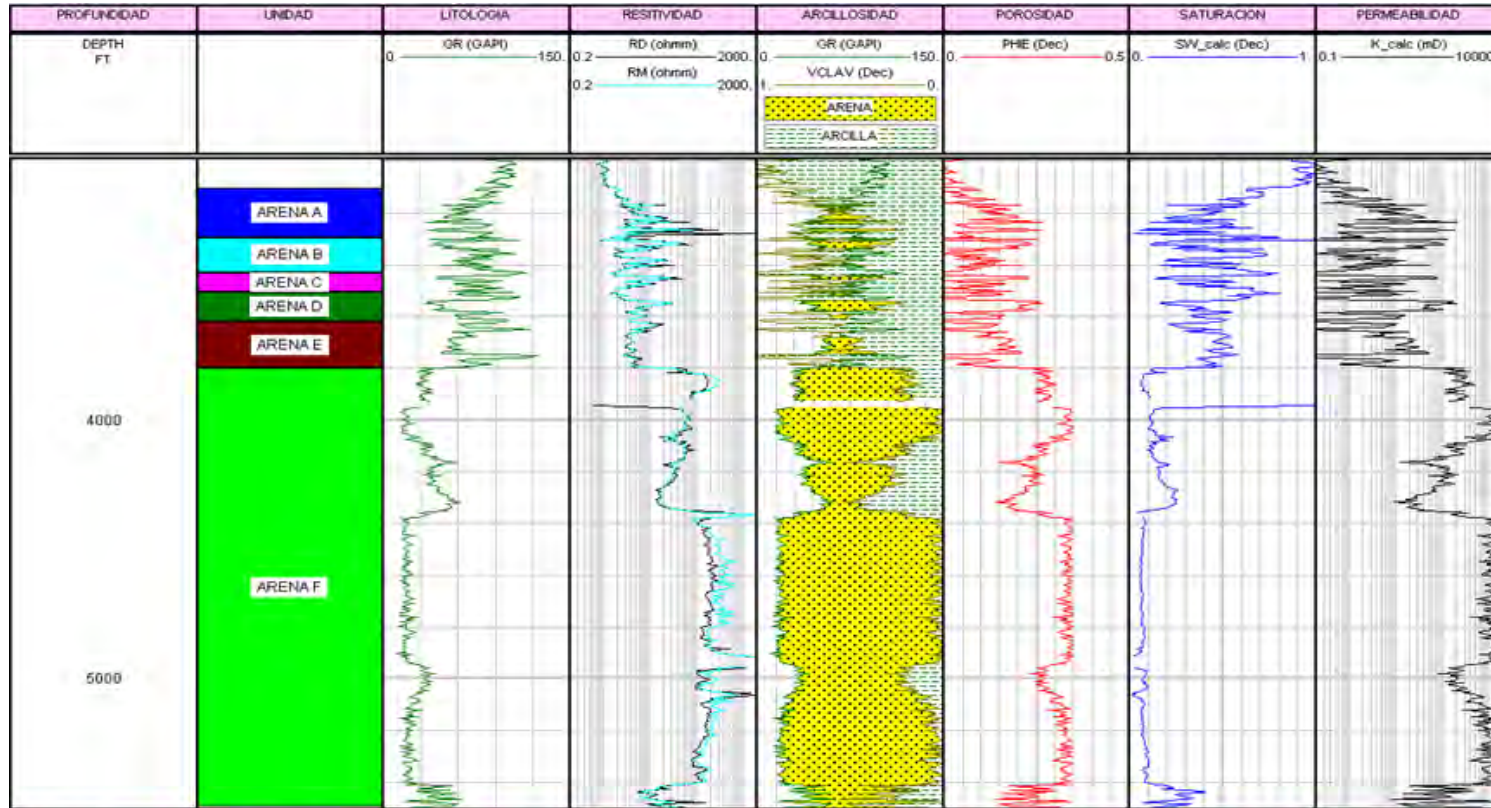 PROFUNDIDAD UNIDAD LITOLOGIA RESITIVIDAD ARCILLOSIDAD POROSIDAD SATURACION PERMEABILIDAD
DEPTH GR (GAPI) RD (ohmm) GR (GAPI) PHIE (Dec) SW_calc (Dec) K_calc (mD)
FT 0. 150. 0.2 2000. 0. 150. 0. 0.5 0. 1. 0.1 10000
RM (ohmm) VCLAV (Dec)
0.2 2000. 1. 0.
ARENA
ARCILLA
ARENA A
ARENA B
ARENA C
ARENA D
ARENA E
4000
ARENA F
5000